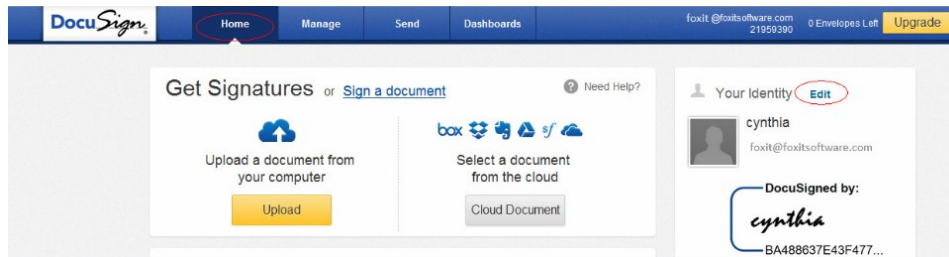 DocuSign
Home Manage Send Dashboards
foxit @foxitsoftware.com
21959390
0 Envelopes Left
Upgrade
Get Signatures or Sign a document
? Need Help?
Upload a document from
your computer
Upload
box sf
Select a document
from the cloud
Cloud Document
Your Identity Edit
cynthia
foxit@foxitsoftware.com
DocuSigned by:
cynthia
BA488637E43F477...